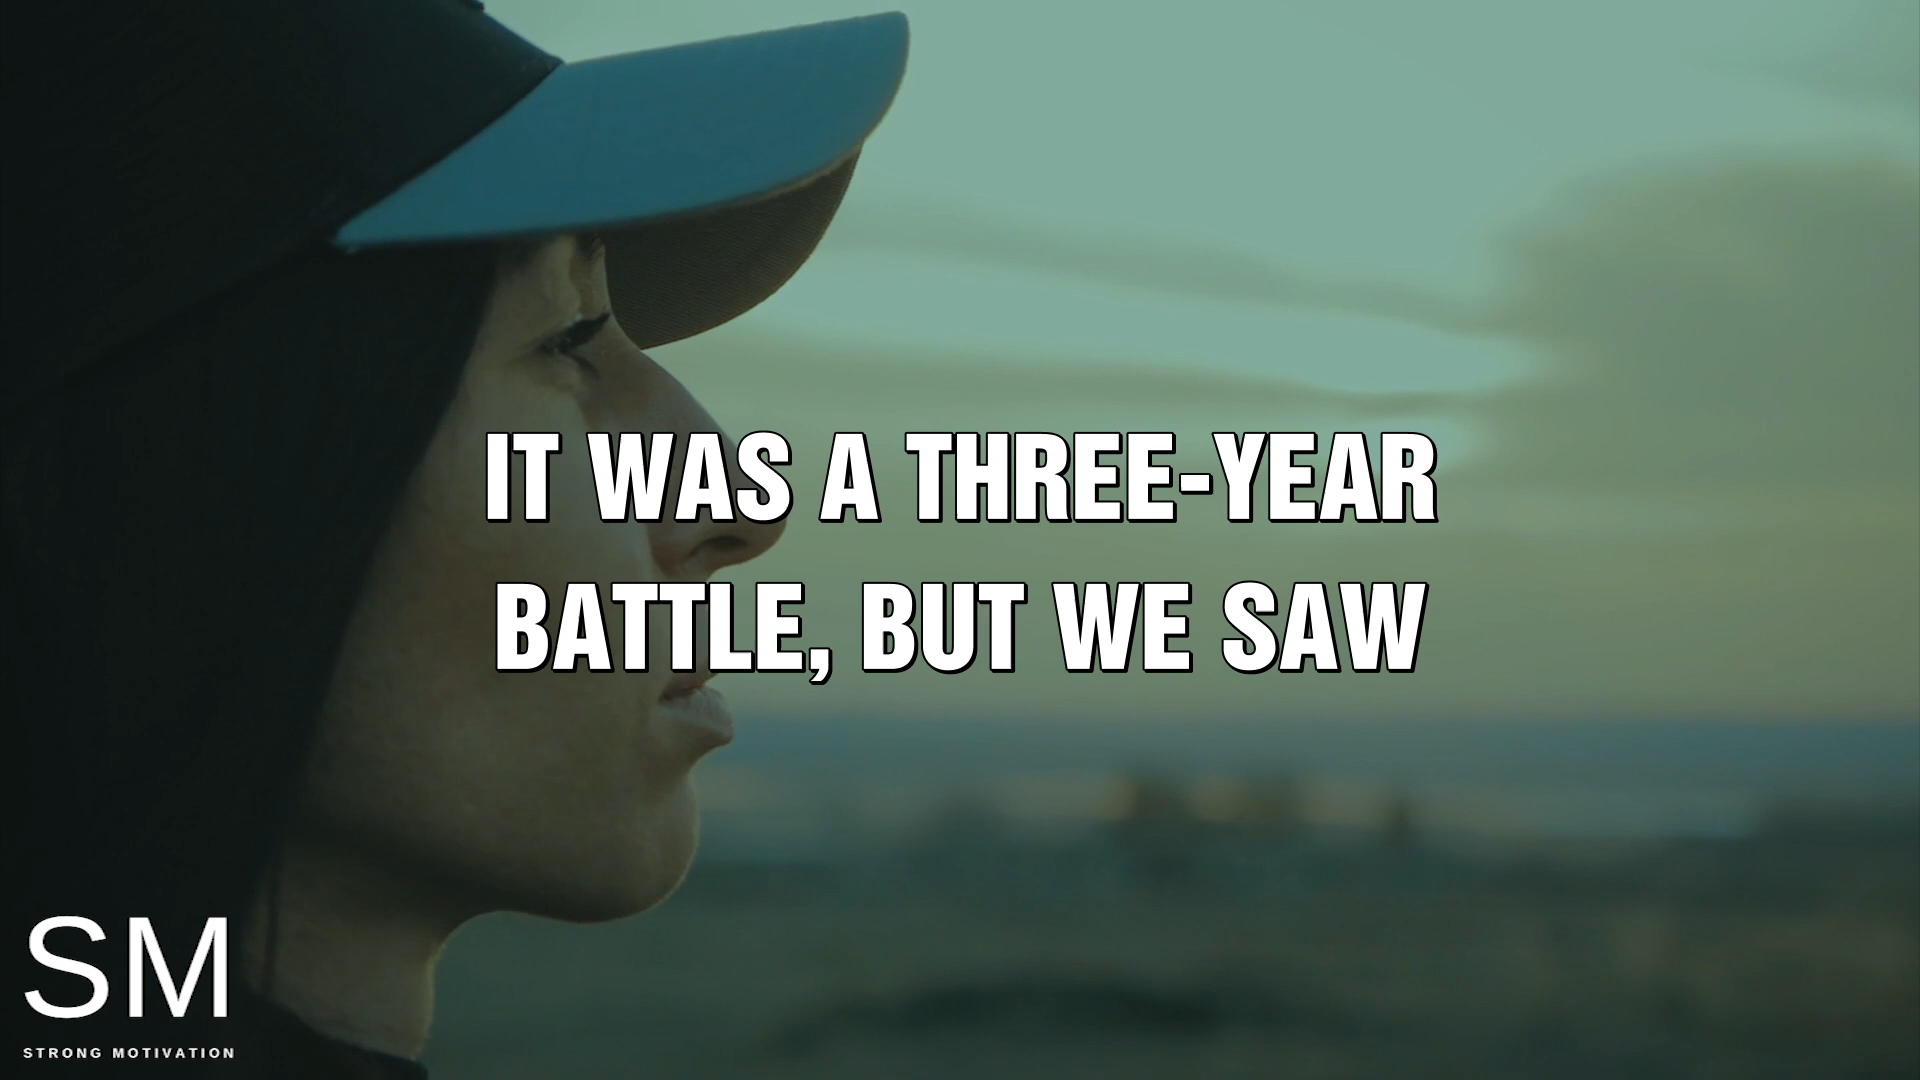 IT WAS A THREE-YEAR
BATTLE, BUT WE SAW
SM
STRONG MOTIVATION